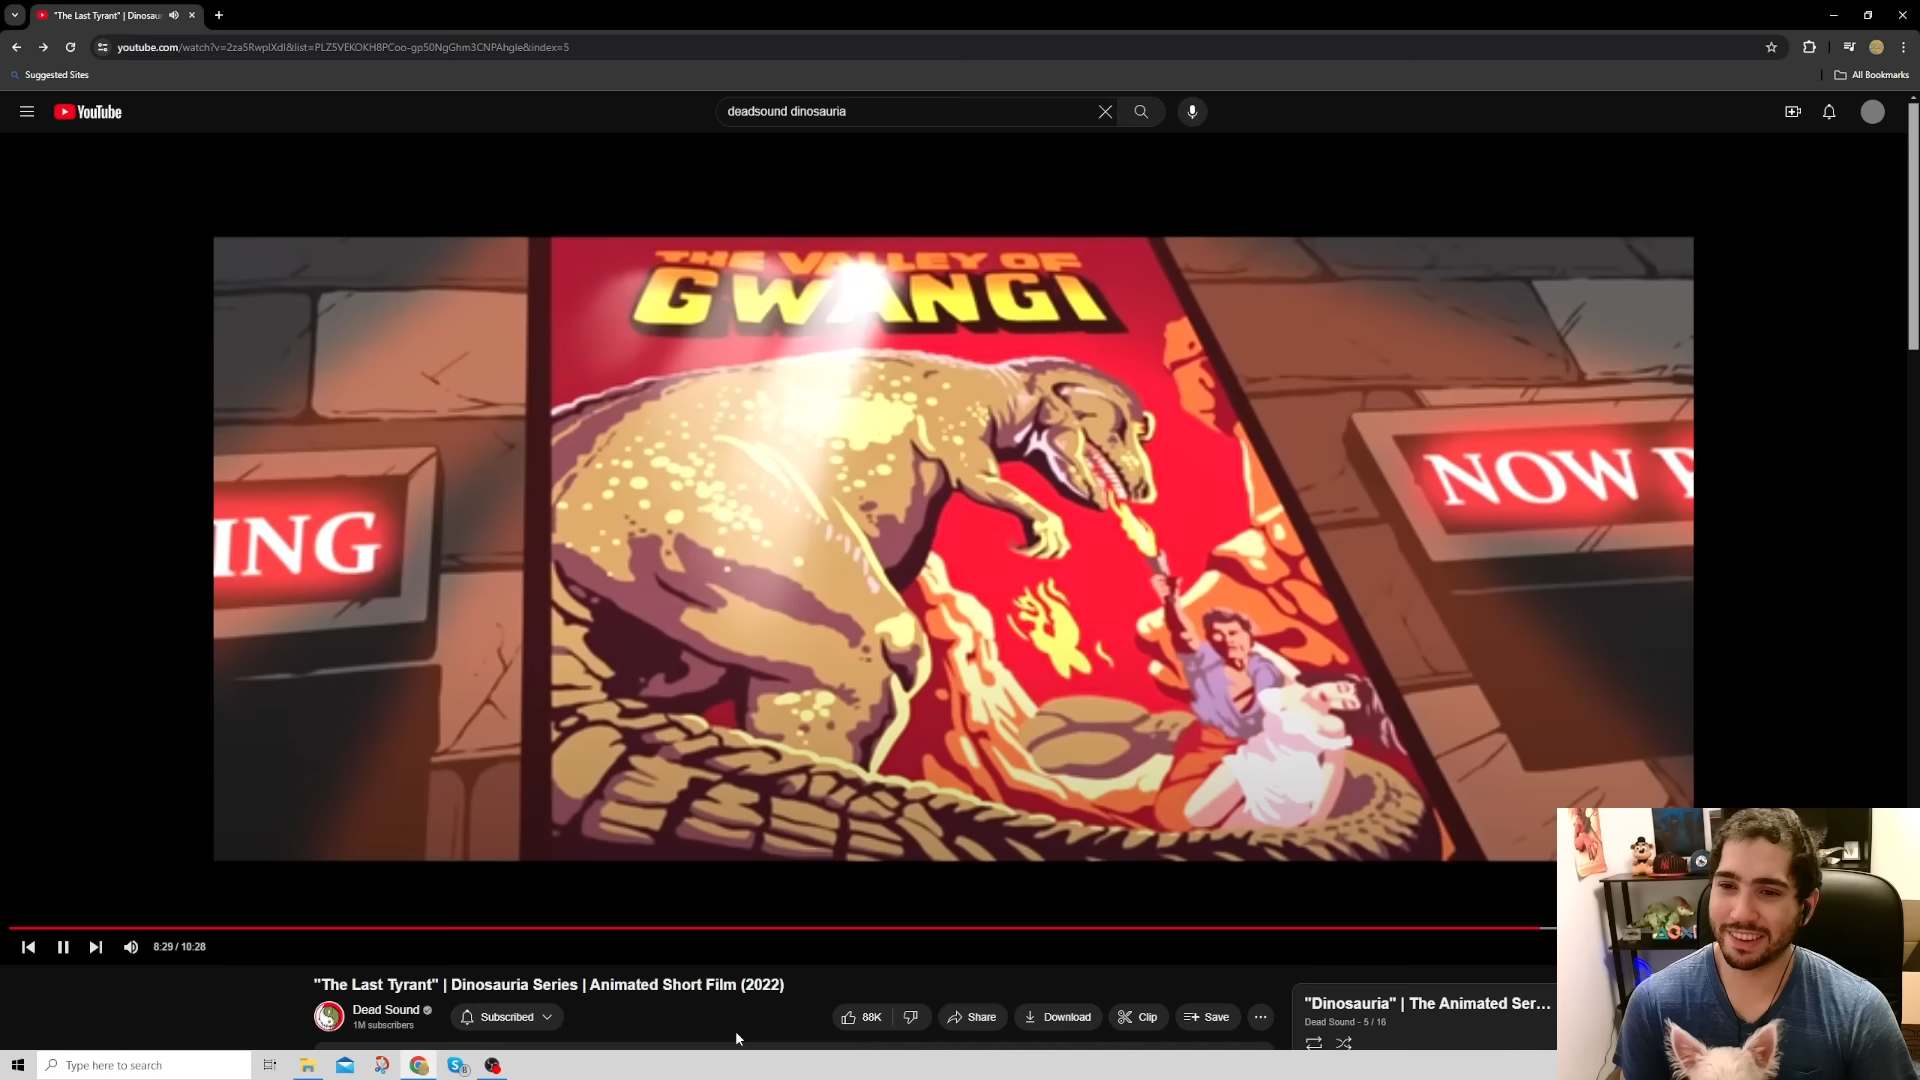 "The Last Tyrant" | Dinosau
youtube.com/watch?v=2za5RwpIXdI&list=PLZ5VEKOKH8PCoo-gp50NgGhm3CNPAhgle&index=5
Suggested Sites
All Bookmarks
YouTube
deadsound dinosauria
THE VALLEY OF
GWANGI
ING
NOW P
8:29 / 10:28
"The Last Tyrant" | Dinosauria Series | Animated Short Film (2022)
Dead Sound
1M subscribers
Subscribed
88K
Share
Download
Clip
Save
"Dinosauria" | The Animated Ser...
Dead Sound - 5 / 16
Type here to search